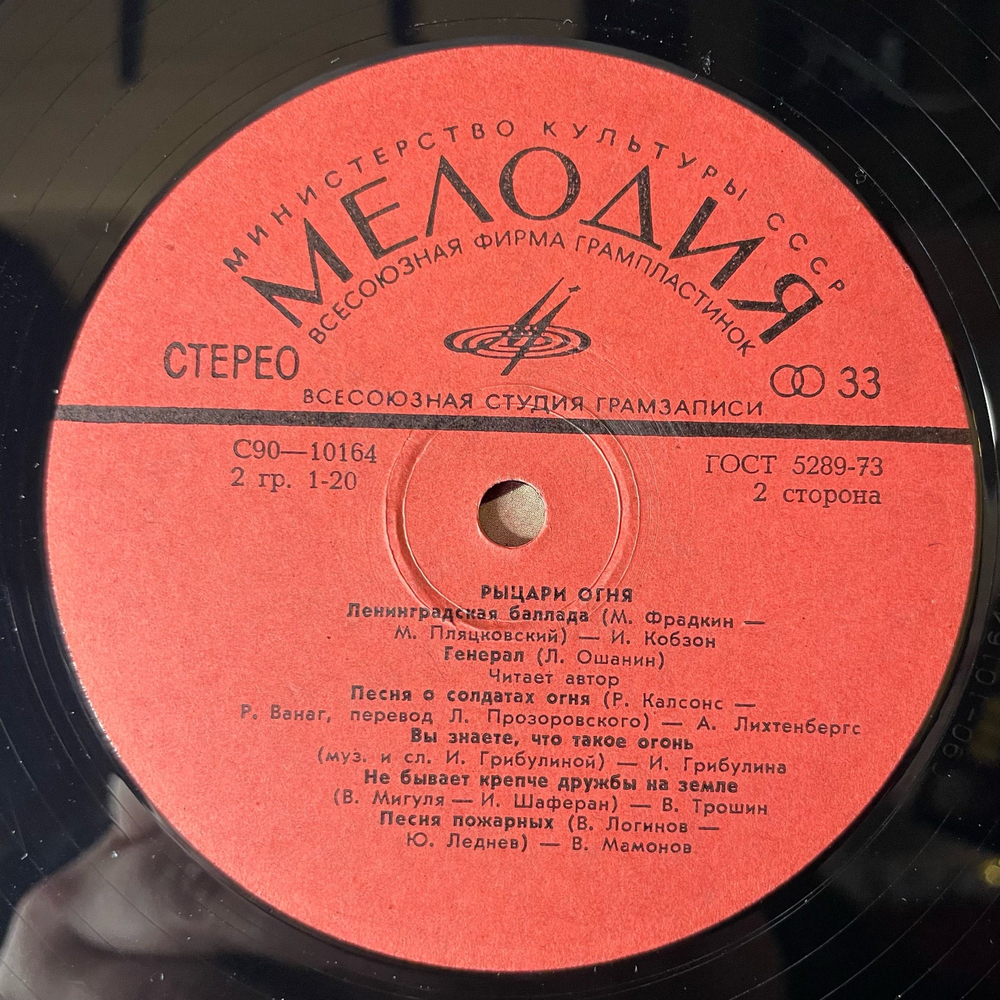 МИНИСТЕРСТВО КУЛЬТУРЫ СССР
МЕЛОДИЯ
ВСЕСОЮЗНАЯ ФИРМА ГРАМПЛАСТИНОК
СТЕРЕО
33
ВСЕСОЮЗНАЯ СТУДИЯ ГРАМЗАПИСИ
С90—10164
ГОСТ 5289-73
2 гр. 1-20
2 сторона
РЫЦАРИ ОГНЯ
Ленинградская баллада (М. Фрадкин —
М. Пляцковский) — И. Кобзон
Генерал (Л. Ошанин)
Читает автор
Песня о солдатах огня (Р. Калсонс —
Р. Ванаг, перевод Л. Прозоровского) — А. Лихтенбергс
Вы знаете, что такое огонь
(муз. и сл. И. Грибулиной) — И. Грибулина
Не бывает крепче дружбы на земле
(В. Мигуля — И. Шаферан) — В. Трошин
Песня пожарных (В. Логинов —
Ю. Леднев) — В. Мамонов